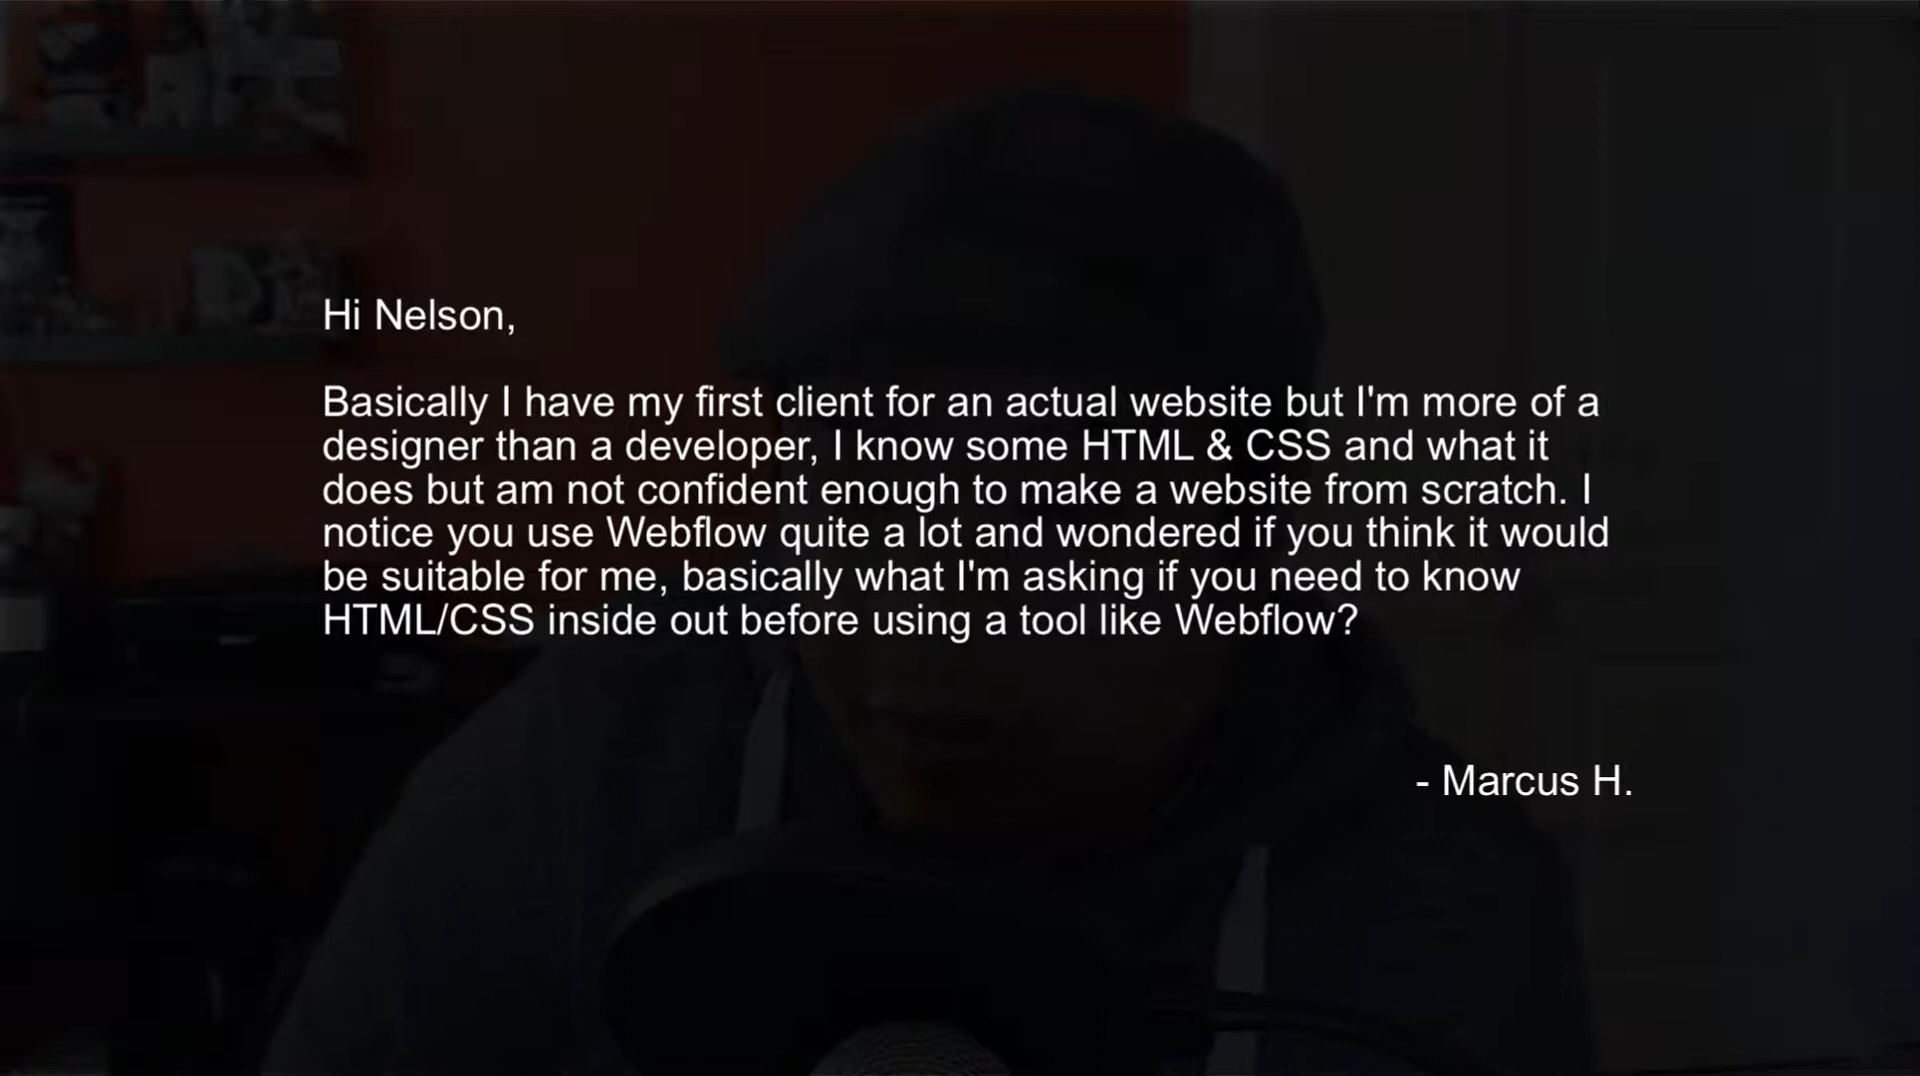 Hi Nelson,
Basically I have my first client for an actual website but I'm more of a
designer than a developer, I know some HTML & CSS and what it
does but am not confident enough to make a website from scratch. I
notice you use Webflow quite a lot and wondered if you think it would
be suitable for me, basically what I'm asking if you need to know
HTML/CSS inside out before using a tool like Webflow?
- Marcus H.